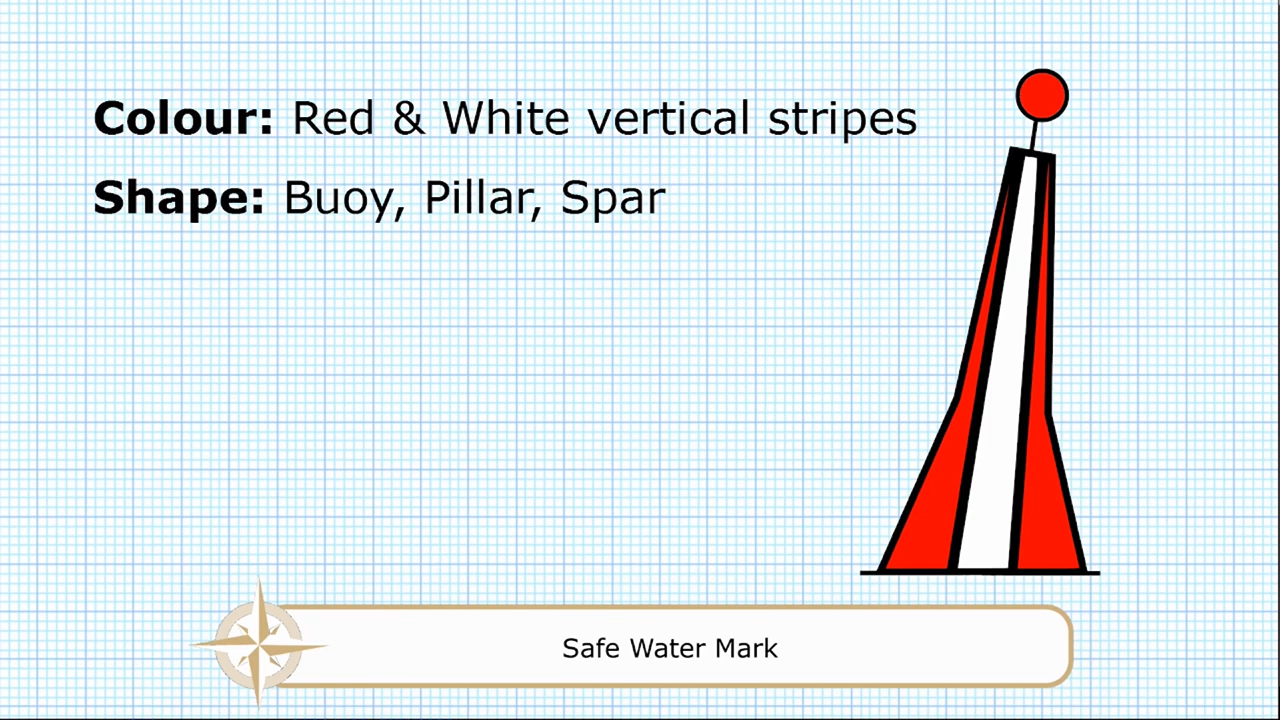 Colour: Red & White vertical stripes
Shape: Buoy, Pillar, Spar
Safe Water Mark